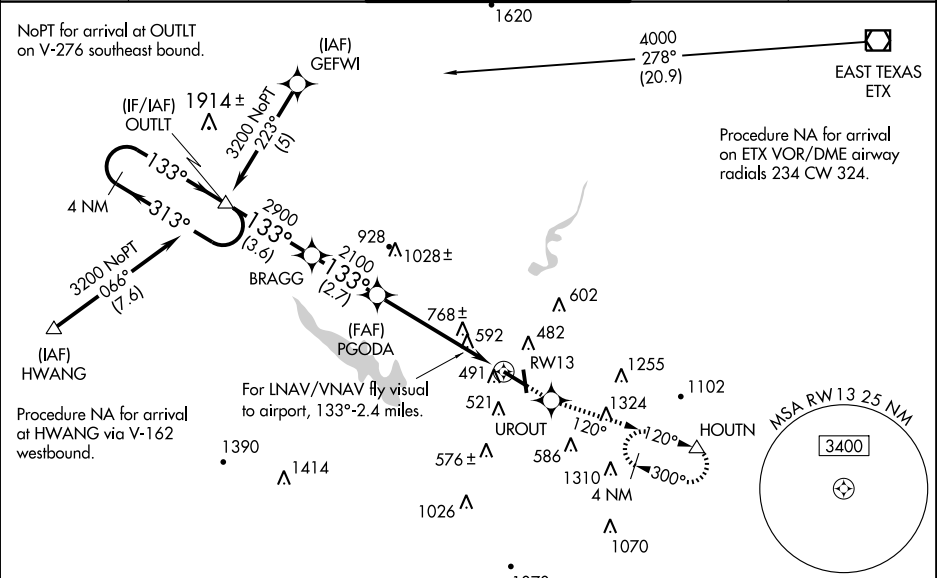 NoPT for arrival at OUTLT
on V-276 southeast bound.
1620
(IAF)
GEFWI
4000
278°
(20.9)
EAST TEXAS
ETX
(IF/IAF)
OUTLT
1914 ±
3200 NoPT
223°
(5)
Procedure NA for arrival
on ETX VOR/DME airway
radials 234 CW 324.
133°
313°
4 NM
2900
133°
(3.6)
BRAGG
2100
133°
(2.7)
928
1028 ±
3200 NoPT
066°
(7.6)
(IAF)
HWANG
(FAF)
PGODA
602
768 ±
592
482
RW13
491
1255
1102
For LNAV/VNAV fly visual
to airport, 133°-2.4 miles.
521
UROUT
1324
120°
120°
HOUTN
Procedure NA for arrival
at HWANG via V-162
westbound.
1390
1414
576 ±
586
1310
300°
4 NM
1026
1070
MSA RW 13 25 NM
3400